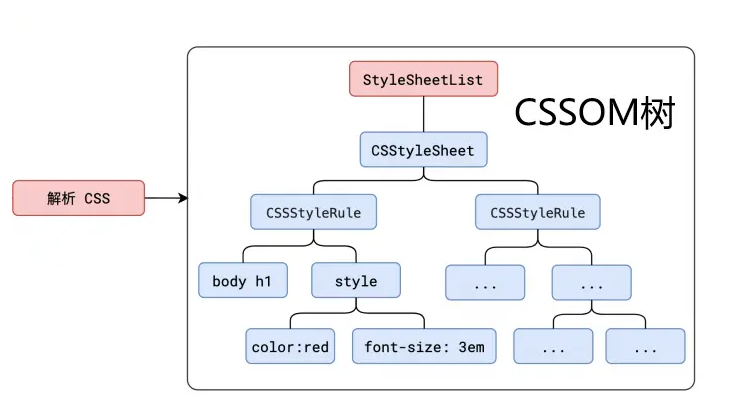 StyleSheetList
CSSOM树
CSStyleSheet
解析 CSS
CSSStyleRule
CSSStyleRule
body h1
style
...
...
color:red
font-size: 3em
...
...